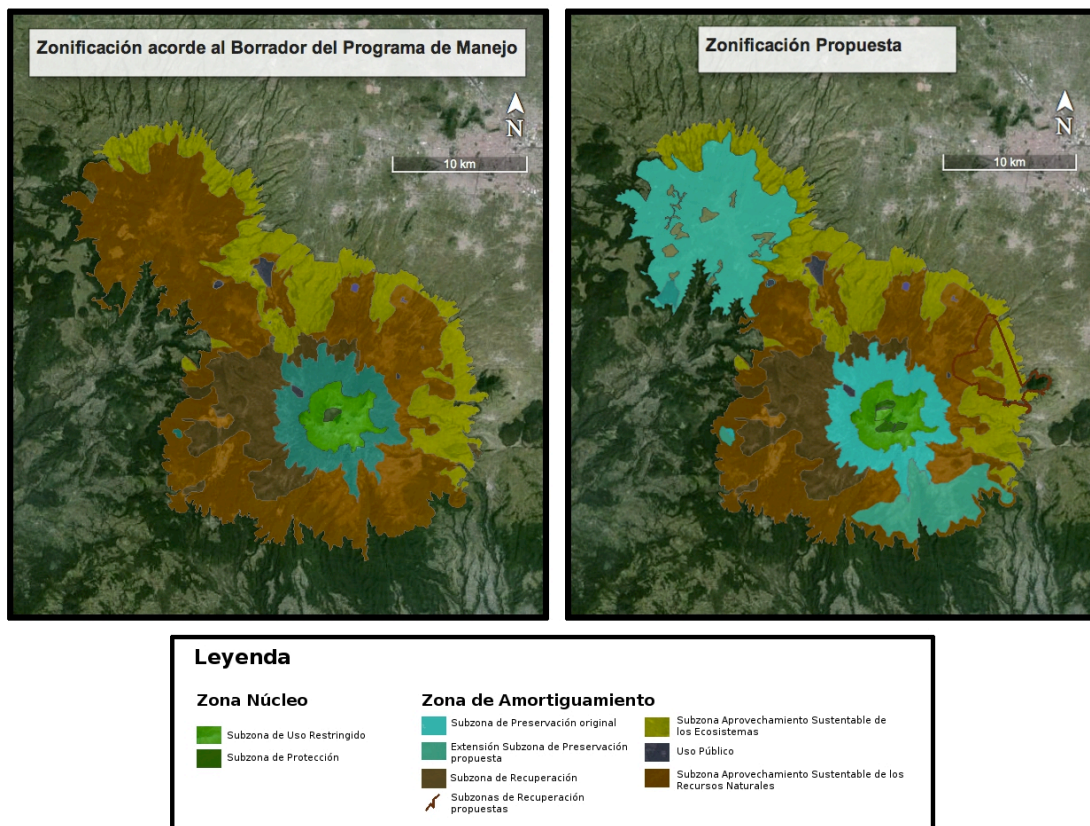 Zonificación acorde al Borrador del Programa de Manejo
N
10 km
Zonificación Propuesta
N
10 km
Leyenda
Zona Núcleo
Subzona de Uso Restringido
Subzona de Protección
Zona de Amortiguamiento
Subzona de Preservación original
Extensión Subzona de Preservación
propuesta
Subzona de Recuperación
Subzonas de Recuperación
propuestas
Subzona Aprovechamiento Sustentable de
los Ecosistemas
Uso Público
Subzona Aprovechamiento Sustentable de los
Recursos Naturales